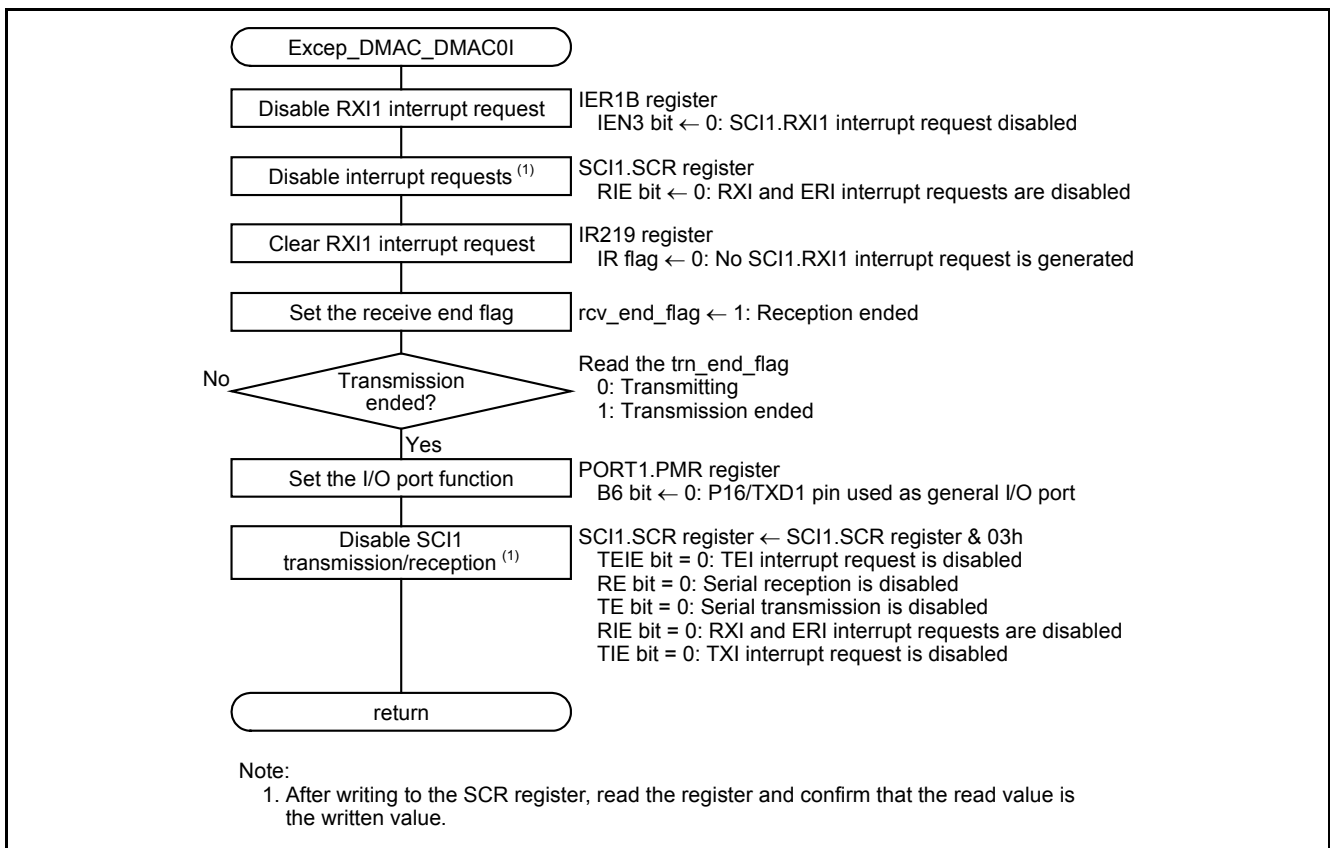 Excep_DMAC_DMAC0I
Disable RXI1 interrupt request
IER1B register
IEN3 bit ← 0: SCI1.RXI1 interrupt request disabled
Disable interrupt requests (1)
SCI1.SCR register
RIE bit ← 0: RXI and ERI interrupt requests are disabled
Clear RXI1 interrupt request
IR219 register
IR flag ← 0: No SCI1.RXI1 interrupt request is generated
Set the receive end flag
rcv_end_flag ← 1: Reception ended
No
Transmission
ended?
Read the trn_end_flag
0: Transmitting
1: Transmission ended
Yes
Set the I/O port function
PORT1.PMR register
B6 bit ← 0: P16/TXD1 pin used as general I/O port
Disable SCI1
transmission/reception (1)
SCI1.SCR register ← SCI1.SCR register & 03h
TEIE bit = 0: TEI interrupt request is disabled
RE bit = 0: Serial reception is disabled
TE bit = 0: Serial transmission is disabled
RIE bit = 0: RXI and ERI interrupt requests are disabled
TIE bit = 0: TXI interrupt request is disabled
return
Note:
1. After writing to the SCR register, read the register and confirm that the read value is
the written value.